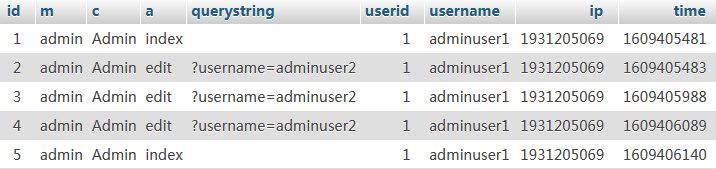 id m c a querystring userid username ip time
1 admin Admin index 1 adminuser1 1931205069 1609405481
2 admin Admin edit ?username=adminuser2 1 adminuser1 1931205069 1609405483
3 admin Admin edit ?username=adminuser2 1 adminuser1 1931205069 1609405988
4 admin Admin edit ?username=adminuser2 1 adminuser1 1931205069 1609406089
5 admin Admin index 1 adminuser1 1931205069 1609406140